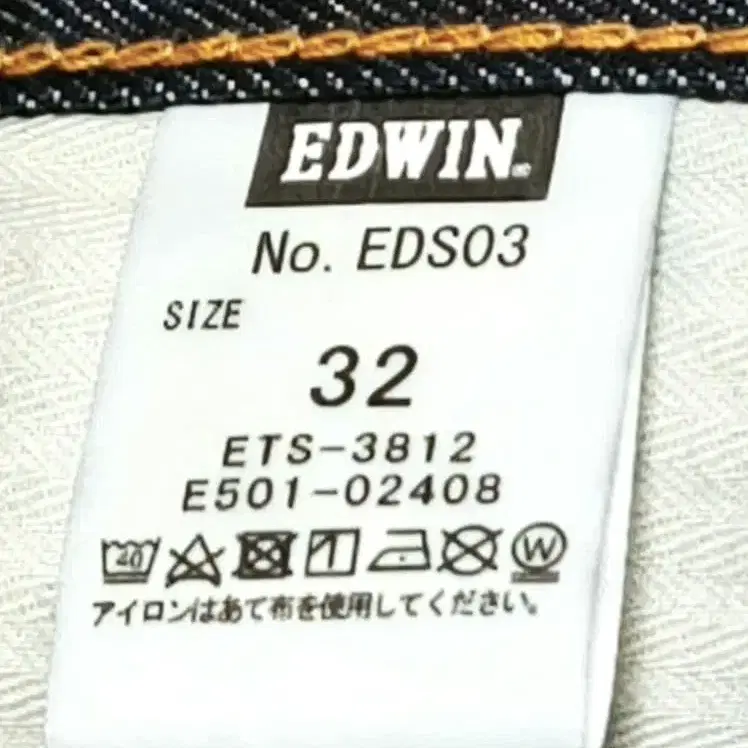 EDWIN®
No. EDS03
SIZE
32
ETS-3812
E501-02408
40 W
アイロンはあて布を使用してください。